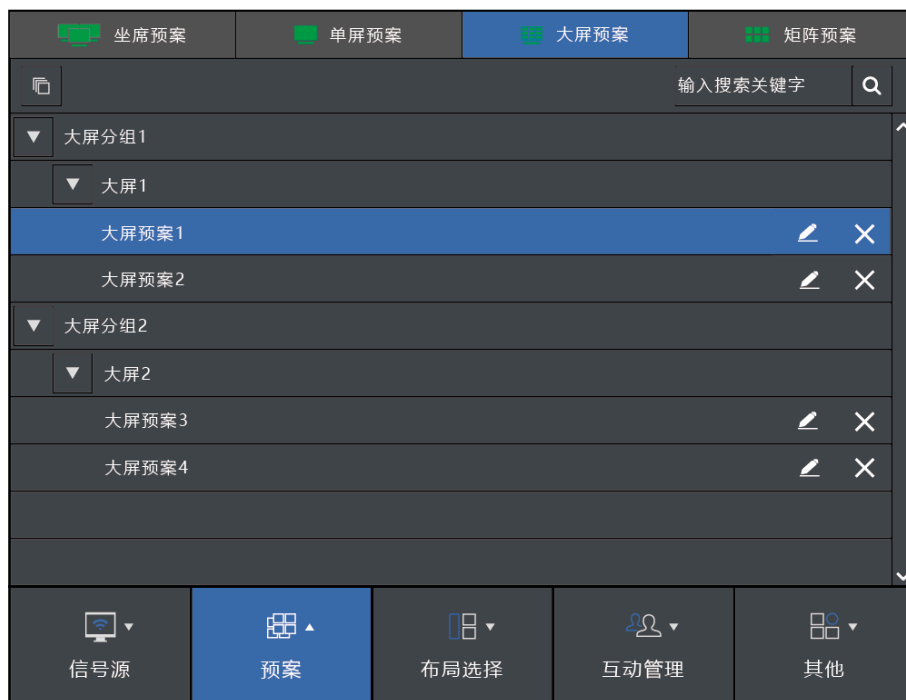 坐席预案 单屏预案 大屏预案 矩阵预案
输入搜索关键字
大屏分组1
大屏1
大屏预案1
大屏预案2
大屏分组2
大屏2
大屏预案3
大屏预案4
信号源 预案 布局选择 互动管理 其他